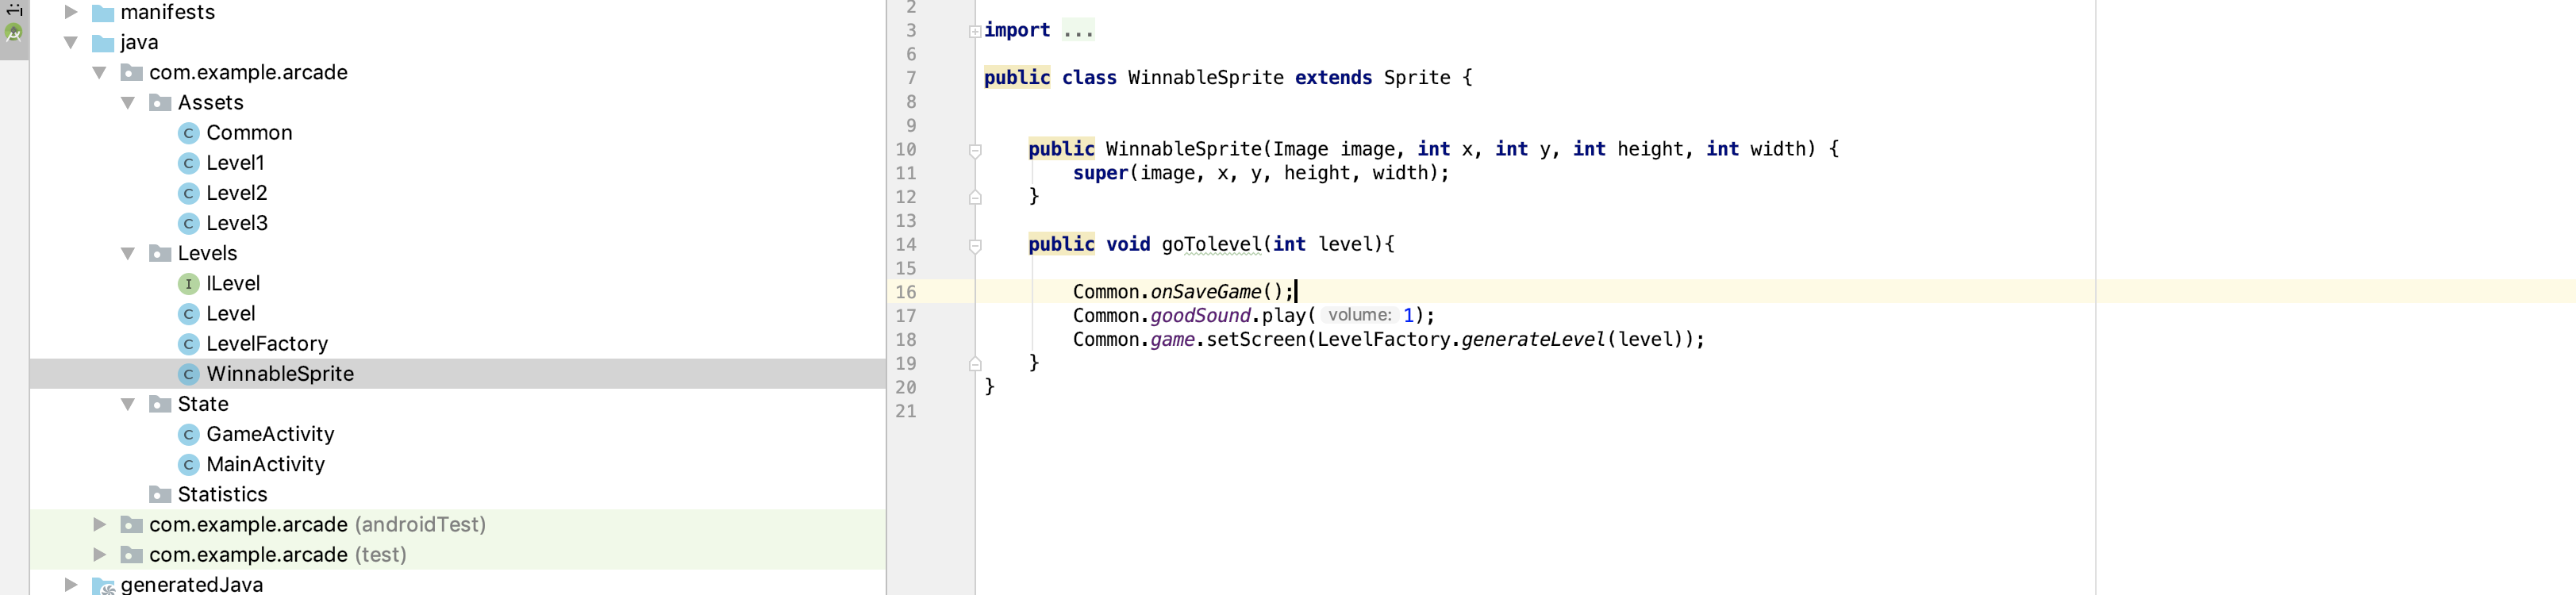 1:
manifests
java
com.example.arcade
Assets
Common
Level1
Level2
Level3
Levels
ILevel
Level
LevelFactory
WinnableSprite
State
GameActivity
MainActivity
Statistics
com.example.arcade (androidTest)
com.example.arcade (test)
generatedJava
2
3 import ...
6
7 public class WinnableSprite extends Sprite {
8
9
10 public WinnableSprite(Image image, int x, int y, int height, int width) {
11 super(image, x, y, height, width);
12 }
13
14 public void goTolevel(int level){
15
16 Common.onSaveGame();
17 Common.goodSound.play( volume: 1);
18 Common.game.setScreen(LevelFactory.generateLevel(level));
19 }
20 }
21